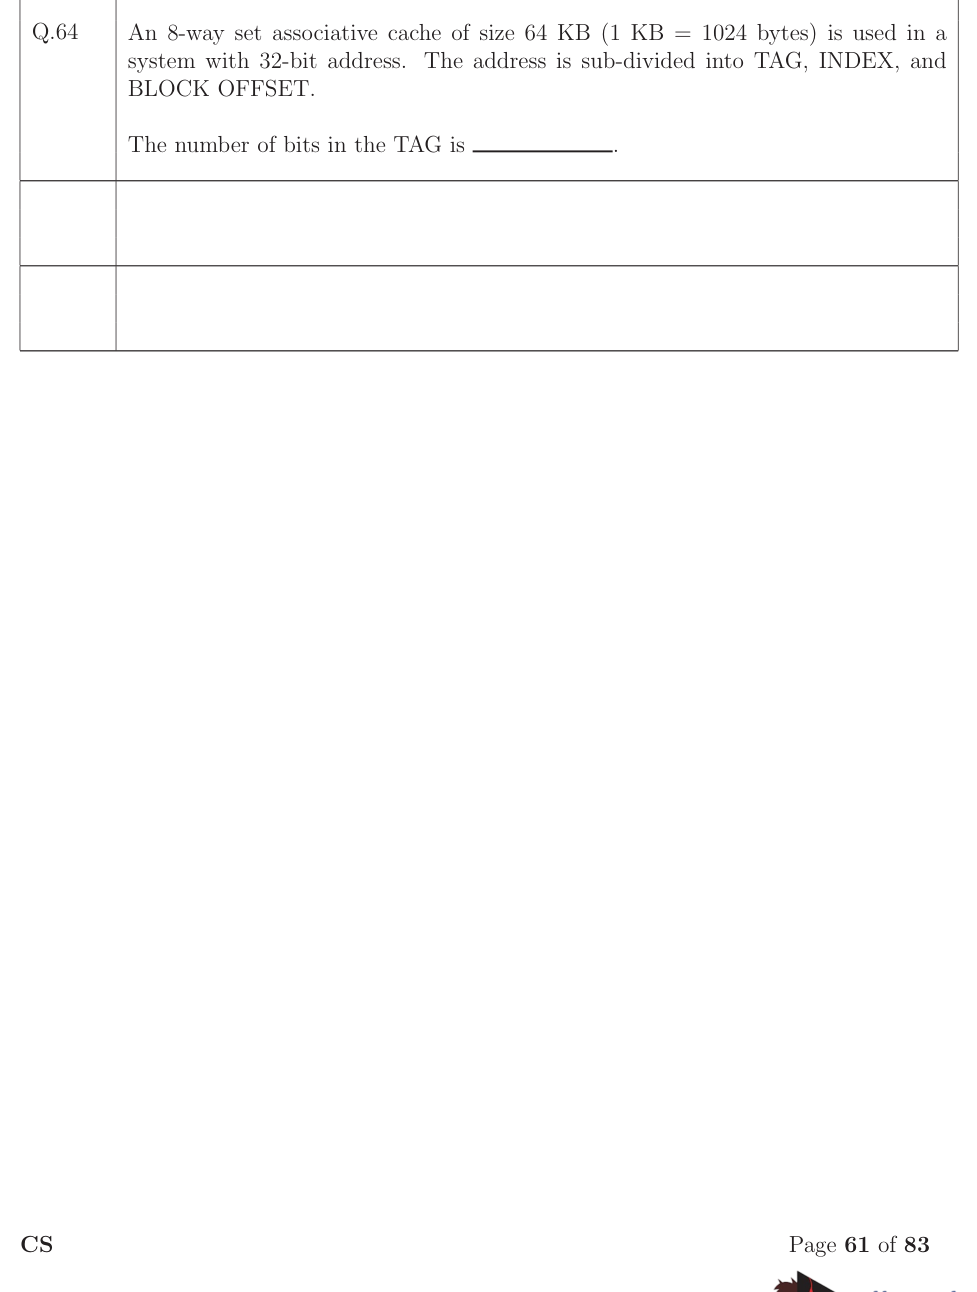 Q.64
An 8-way set associative cache of size 64 KB (1 KB = 1024 bytes) is used in a
system with 32-bit address. The address is sub-divided into TAG, INDEX, and
BLOCK OFFSET.
The number of bits in the TAG is ____________.
CS
Page 61 of 83